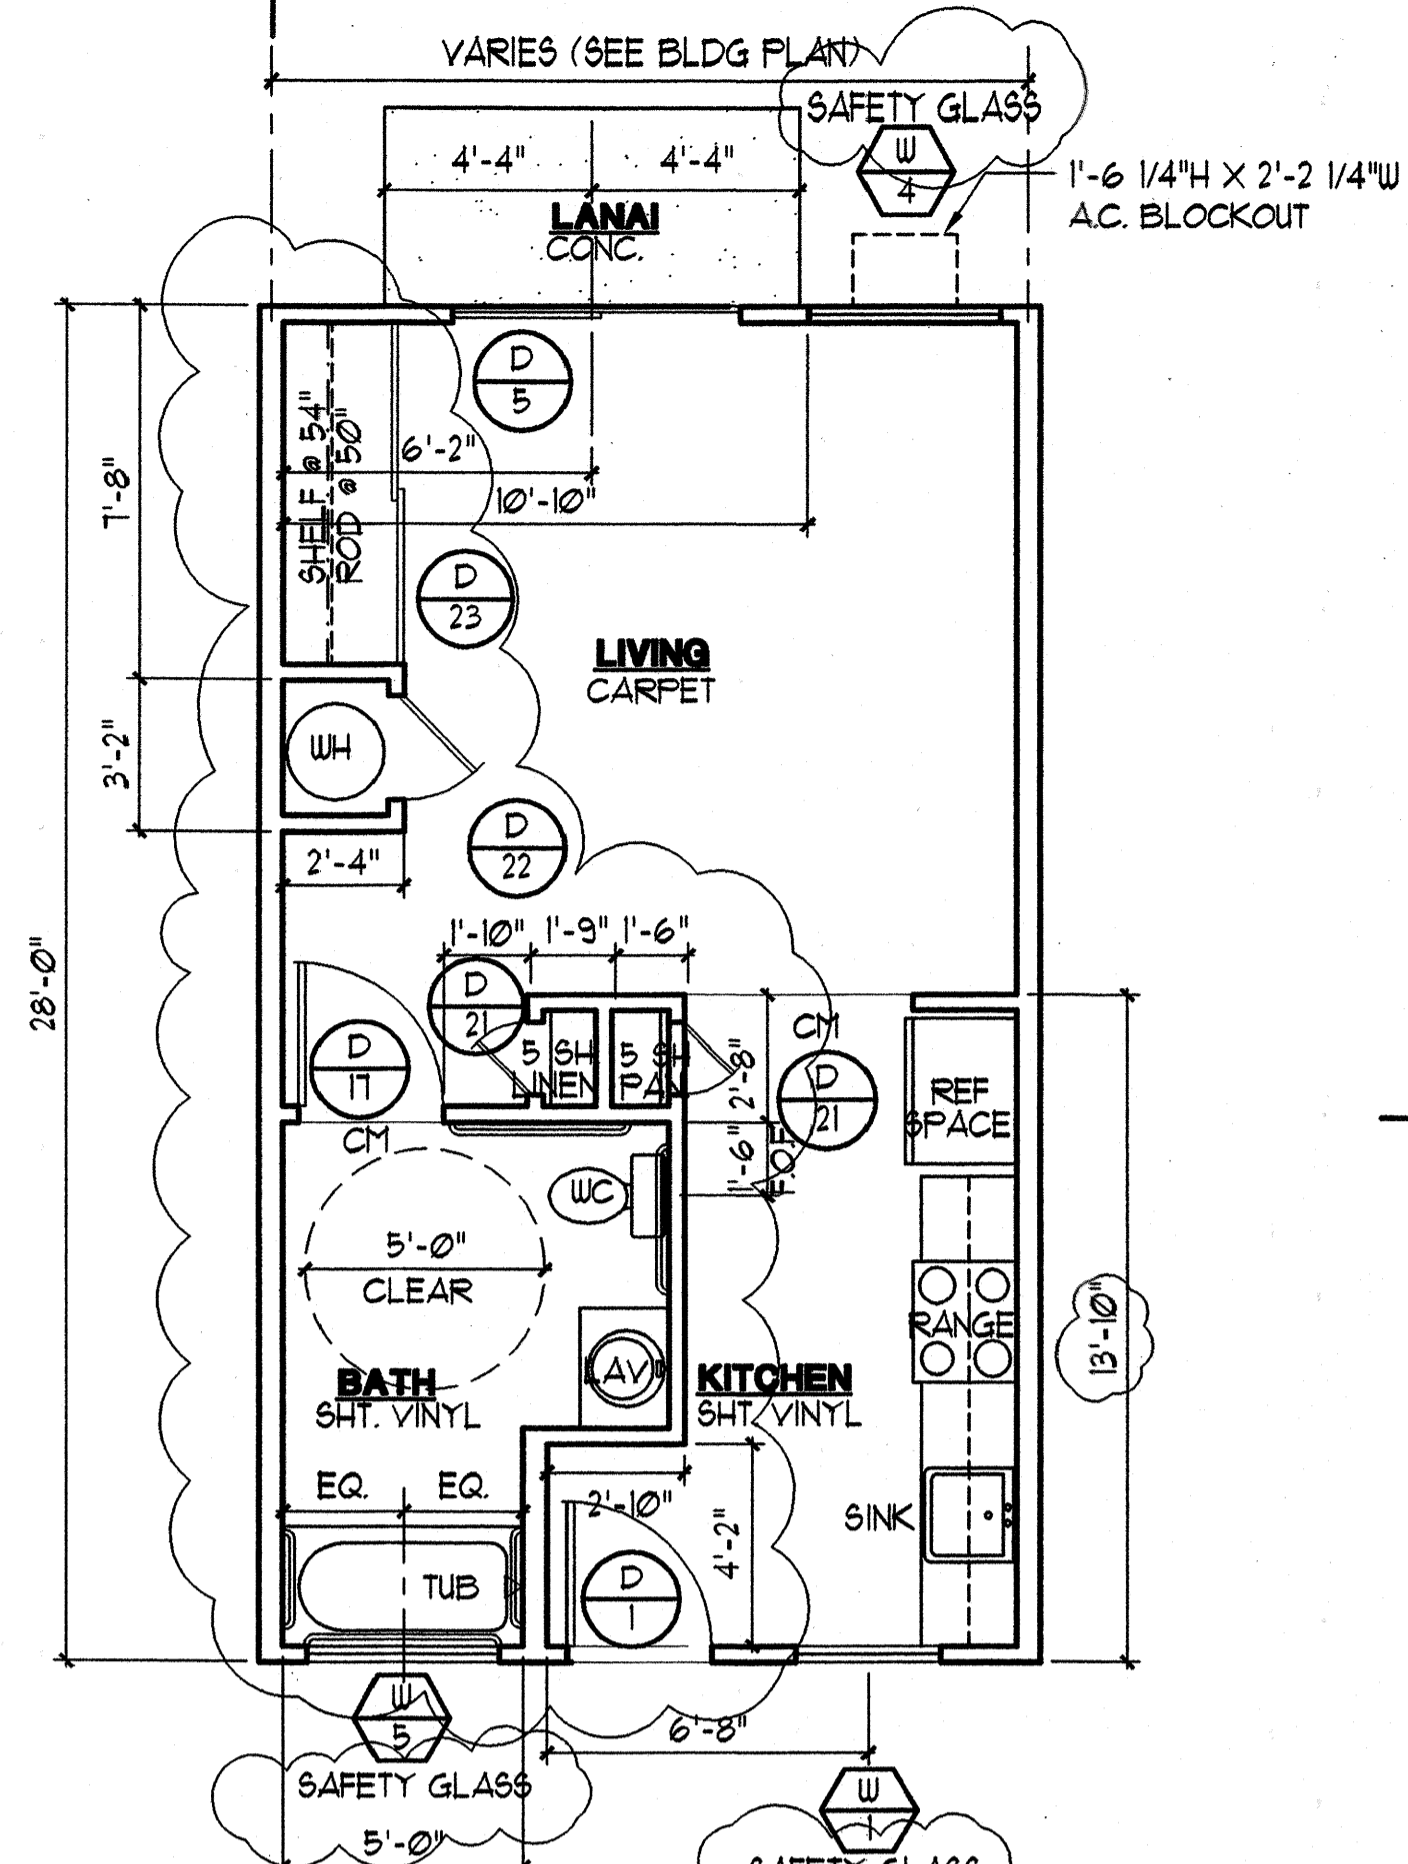 VARIES (SEE BLDG PLAN)
SAFETY GLASS
W
4
4'-4"
4'-4"
1'-6 1/4"H X 2'-2 1/4"W
A.C. BLOCKOUT
LANAI
CONC.
D
5
SHELF @ 54"
ROD @ 50"
6'-2"
10'-10"
7'-8"
D
23
LIVING
CARPET
3'-2"
WH
D
22
2'-4"
28'-0"
1'-10"
1'-9"
1'-6"
D
21
5 SH
LINEN
5 SH
PAN
2'-8"
CM
D
21
REF
SPACE
D
17
CM
1'-6"
F.O.F.
WC
5'-0"
CLEAR
RANGE
13'-10"
LAV
BATH
SHT. VINYL
KITCHEN
SHT. VINYL
EQ.
EQ.
2'-10"
4'-2"
SINK
TUB
D
1
W
5
SAFETY GLASS
6'-8"
5'-0"
W
1
SAFETY GLASS